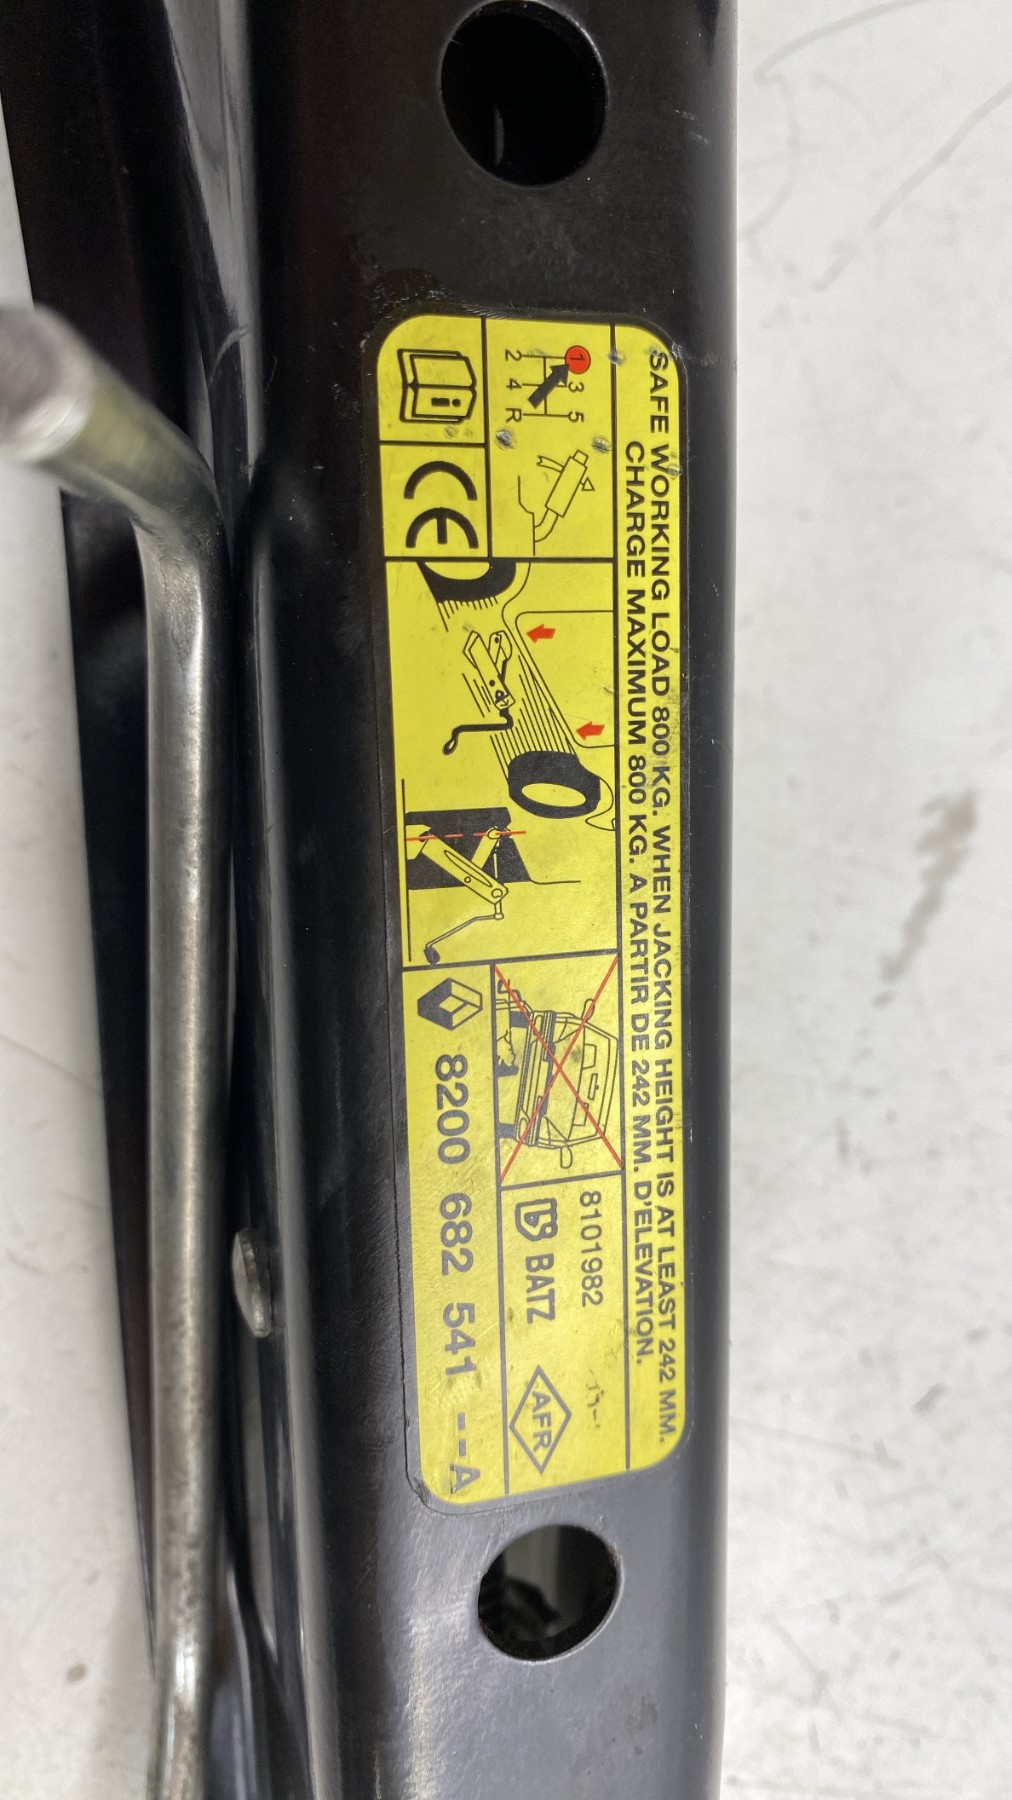 SAFE WORKING LOAD 800 KG. WHEN JACKING HEIGHT IS AT LEAST 242 MM.
CHARGE MAXIMUM 800 KG. A PARTIR DE 242 MM. D'ELEVATION.
1 3 5
2 4 R
i
CE
8101982
BATZ
AFR
8200 682 541 --A